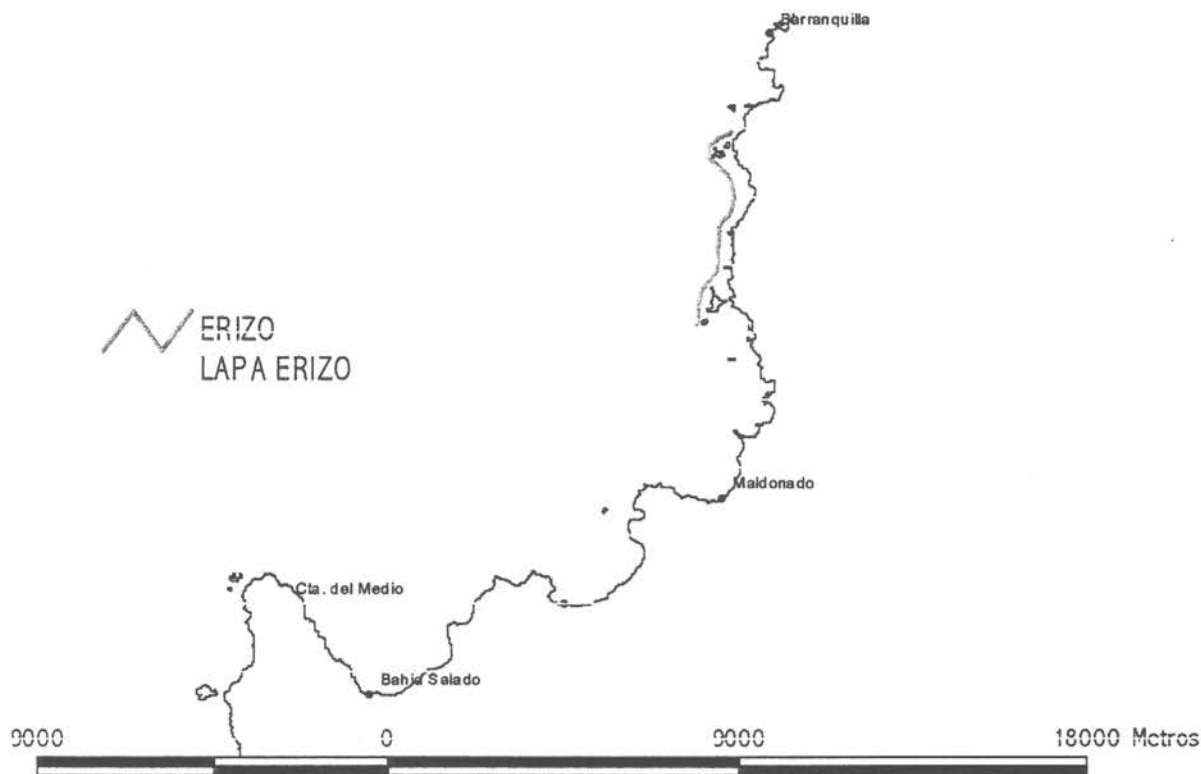 Barranquilla
ERIZO
LAPA ERIZO
Maldonado
Cta. del Medio
Bahia Salado
9000 0 9000 18000 Metros